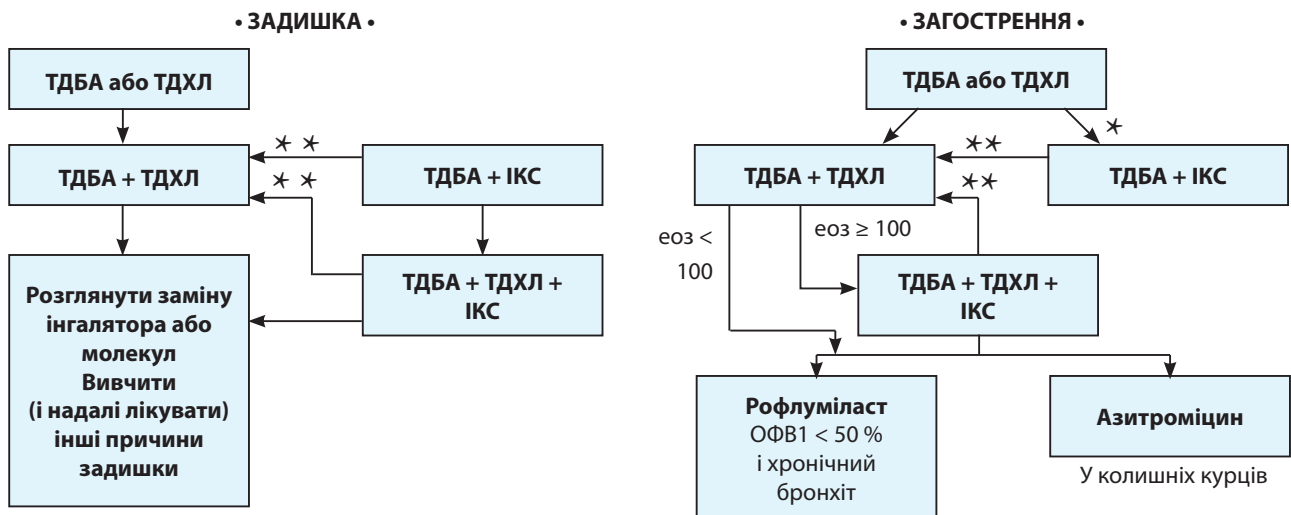 • ЗАДИШКА •
ТДБА або ТДХЛ
* *
ТДБА + ТДХЛ
ТДБА + ІКС
* *
ТДБА + ТДХЛ +
ІКС
Розглянути заміну
інгалятора або
молекул
Вивчити
(і надалі лікувати)
інші причини
задишки
• ЗАГОСТРЕННЯ •
ТДБА або ТДХЛ
*
**
ТДБА + ТДХЛ
ТДБА + ІКС
**
еоз <
100
еоз ≥ 100
ТДБА + ТДХЛ +
ІКС
Рофлуміласт
ОФВ1 < 50 %
і хронічний
бронхіт
Азитроміцин
У колишніх курців